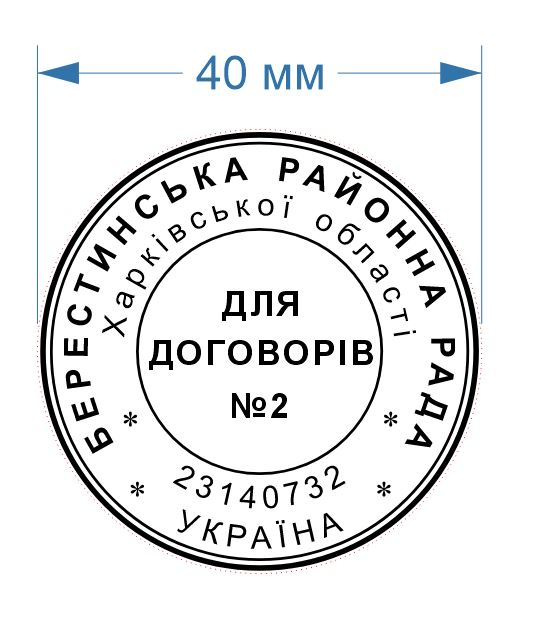 40 мм
БЕРЕСТИНСЬКА РАЙОННА РАДА
Харківської області
ДЛЯ
ДОГОВОРІВ
№2
* 23140732 *
* УКРАЇНА *